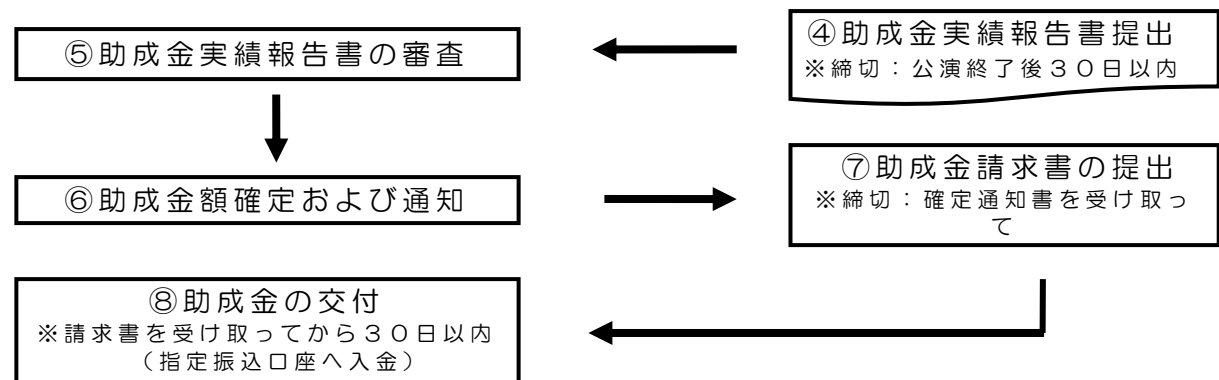 ④助成金実績報告書提出
※締切：公演終了後３０日以内
⑤助成金実績報告書の審査
⑥助成金額確定および通知
⑦助成金請求書の提出
※締切：確定通知書を受け取っ
て
⑧助成金の交付
※請求書を受け取ってから３０日以内
（指定振込口座へ入金）